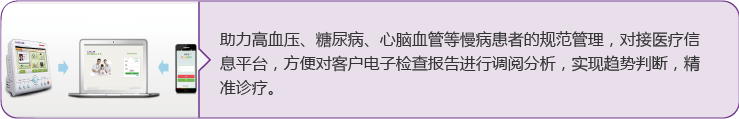 助力高血压、糖尿病、心脑血管等慢病患者的规范管理，对接医疗信
息平台，方便对客户电子检查报告进行调阅分析，实现趋势判断，精
准诊疗。